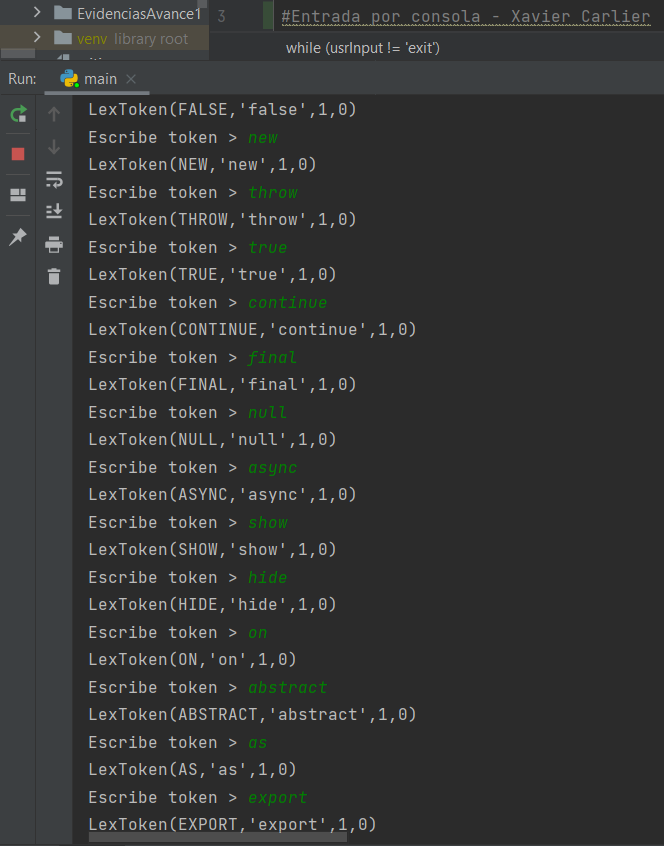 EvidenciasAvance1
3 #Entrada por consola - Xavier Carlier
venv library root
while (usrInput != 'exit')
Run: main
LexToken(FALSE,'false',1,0)
Escribe token > new
LexToken(NEW,'new',1,0)
Escribe token > throw
LexToken(THROW,'throw',1,0)
Escribe token > true
LexToken(TRUE,'true',1,0)
Escribe token > continue
LexToken(CONTINUE,'continue',1,0)
Escribe token > final
LexToken(FINAL,'final',1,0)
Escribe token > null
LexToken(NULL,'null',1,0)
Escribe token > async
LexToken(ASYNC,'async',1,0)
Escribe token > show
LexToken(SHOW,'show',1,0)
Escribe token > hide
LexToken(HIDE,'hide',1,0)
Escribe token > on
LexToken(ON,'on',1,0)
Escribe token > abstract
LexToken(ABSTRACT,'abstract',1,0)
Escribe token > as
LexToken(AS,'as',1,0)
Escribe token > export
LexToken(EXPORT,'export',1,0)